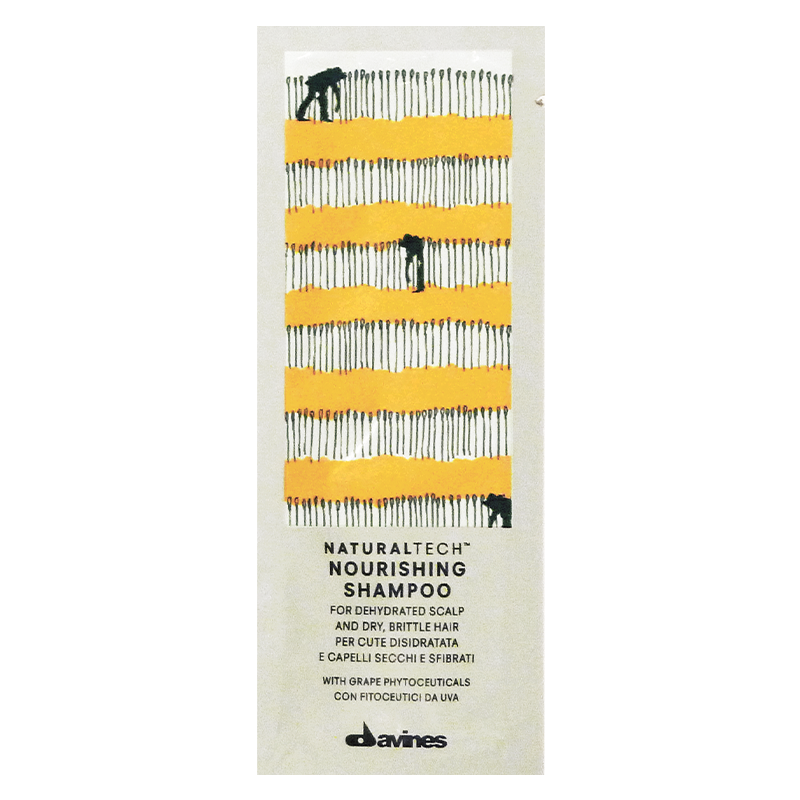 NATURALTECH™
NOURISHING
SHAMPOO
FOR DEHYDRATED SCALP
AND DRY, BRITTLE HAIR
PER CUTE DISIDRATATA
E CAPELLI SECCHI E SFIBRATI
WITH GRAPE PHYTOCEUTICALS
CON FITOCEUTICI DA UVA
davines